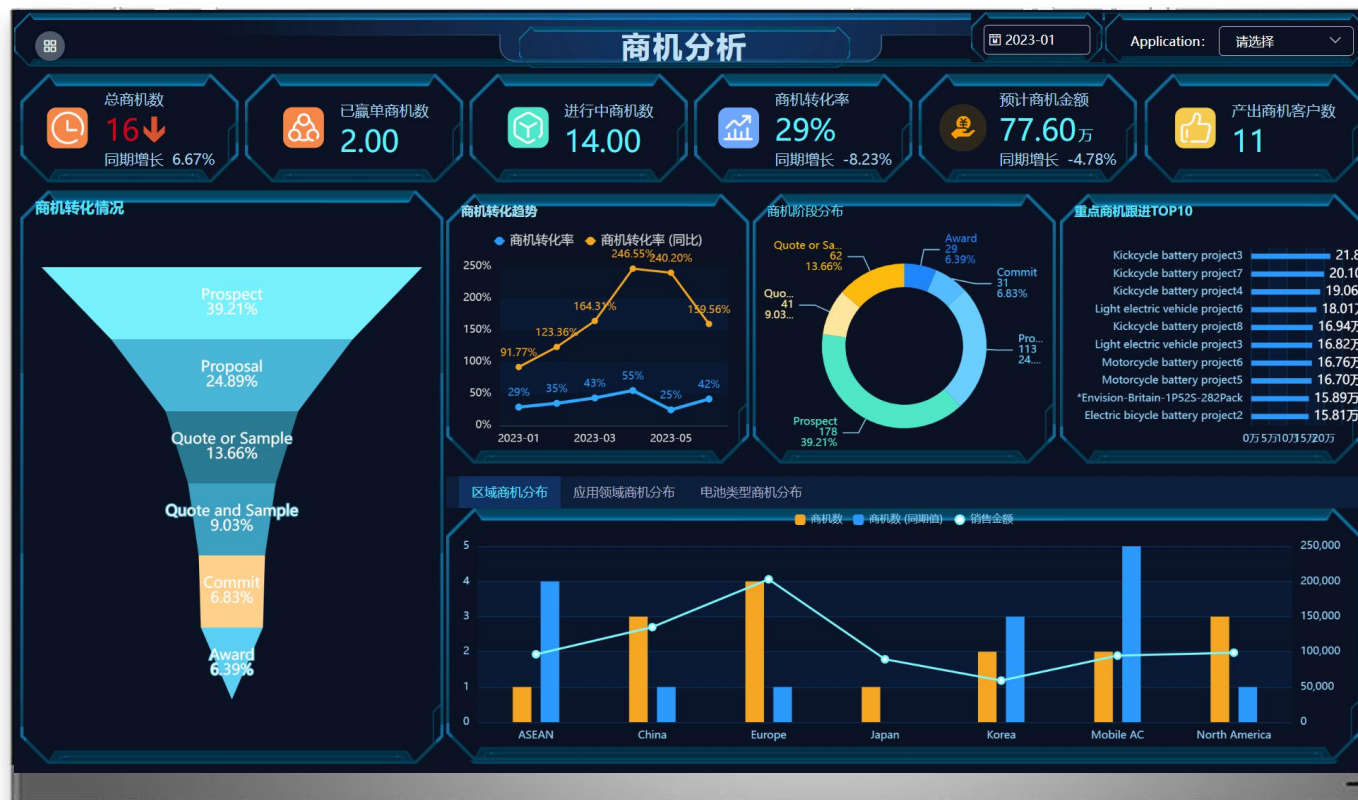 商机分析
2023-01
Application:
请选择
总商机数
16
同期增长 6.67%
已赢单商机数
2.00
进行中商机数
14.00
商机转化率
29%
同期增长 -8.23%
预计商机金额
77.60万
同期增长 -4.78%
产出商机客户数
11
商机转化情况
Prospect
39.21%
Proposal
24.89%
Quote or Sample
13.66%
Quote and Sample
9.03%
Commit
6.83%
Award
6.39%
商机转化趋势
商机转化率 商机转化率 (同比)
250%
200%
150%
100%
50%
0%
91.77%
123.36%
164.31%
246.55%
240.20%
159.56%
29%
35%
43%
55%
25%
42%
2023-01 2023-03 2023-05
商机阶段分布
Award
29
6.39%
Commit
31
6.83%
Pro...
113
24....
Prospect
178
39.21%
Quo...
41
9.03...
Quote or Sa...
62
13.66%
重点商机跟进TOP10
Kickcycle battery project3 21.8
Kickcycle battery project7 20.10
Kickcycle battery project4 19.06
Light electric vehicle project6 18.01万
Kickcycle battery project8 16.94万
Light electric vehicle project3 16.82万
Motorcycle battery project6 16.76万
Motorcycle battery project5 16.70万
*Envision-Britain-1P52S-282Pack 15.89万
Electric bicycle battery project2 15.81万
0万 5万 10万 15万 20万
区域商机分布 应用领域商机分布 电池类型商机分布
商机数 商机数 (同期值) 销售金额
5
4
3
2
1
0
250,000
200,000
150,000
100,000
50,000
0
ASEAN China Europe Japan Korea Mobile AC North America